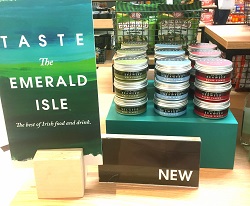 TASTE
The
EMERALD
ISLE
The best of Irish food and drink.
NEW